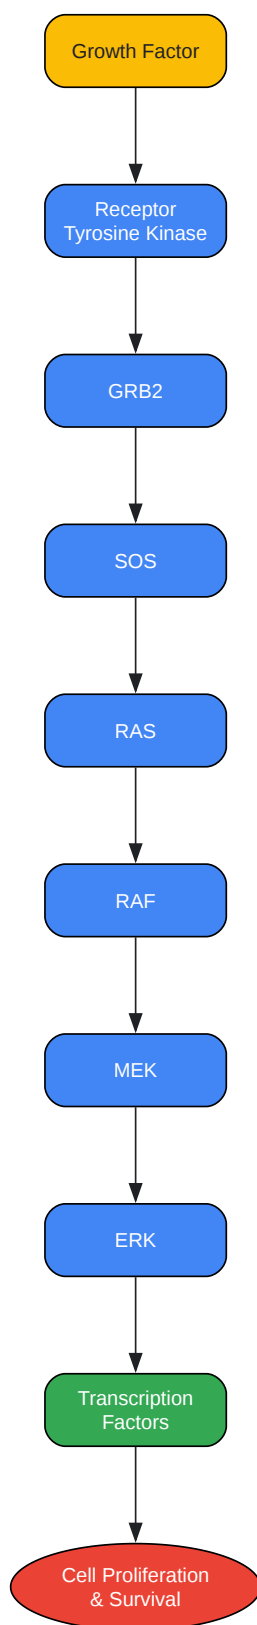 Growth Factor
Receptor
Tyrosine Kinase
GRB2
SOS
RAS
RAF
MEK
ERK
Transcription
Factors
Cell Proliferation
& Survival